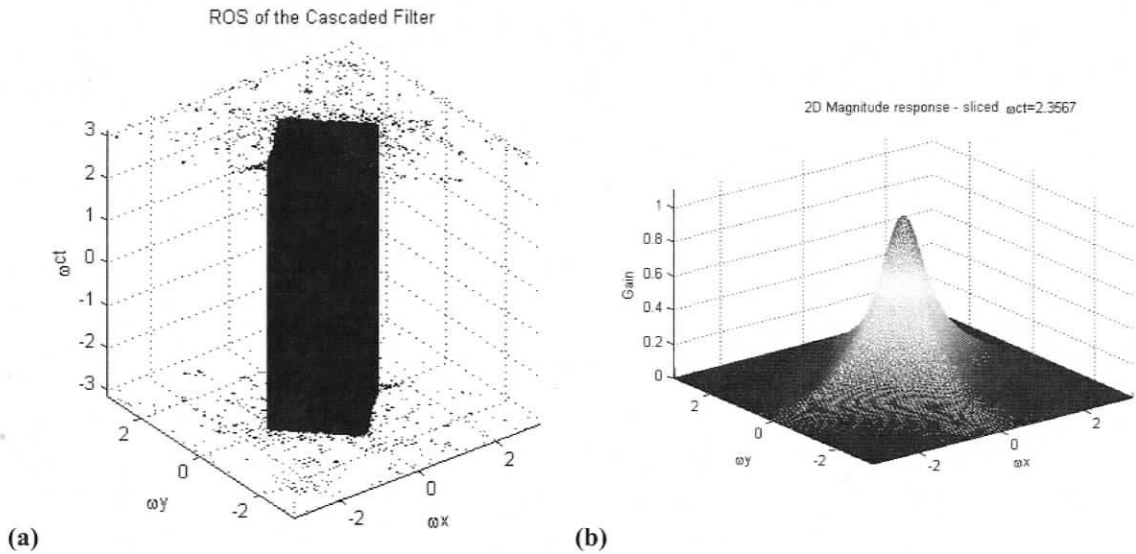 ROS of the Cascaded Filter
3
2
1
0
-1
-2
-3
ωct
2
0
-2
ωy
-2
0
2
ωx
(a)
2D Magnitude response - sliced ωct=2.3567
1
0.8
0.6
0.4
0.2
0
Gain
2
0
-2
ωy
-2
0
2
ωx
(b)